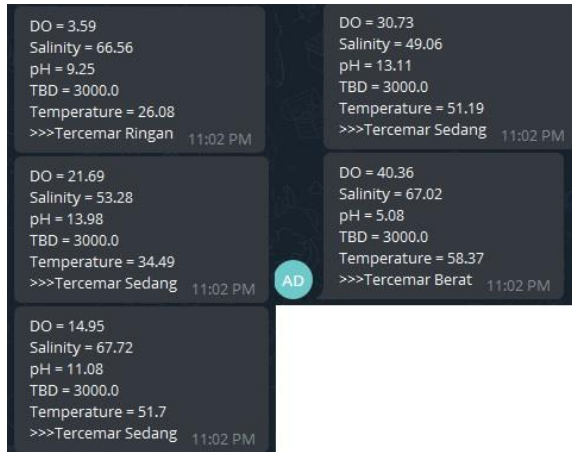 DO = 3.59
Salinity = 66.56
pH = 9.25
TBD = 3000.0
Temperature = 26.08
>>>Tercemar Ringan 11:02 PM
DO = 21.69
Salinity = 53.28
pH = 13.98
TBD = 3000.0
Temperature = 34.49
>>>Tercemar Sedang 11:02 PM
DO = 14.95
Salinity = 67.72
pH = 11.08
TBD = 3000.0
Temperature = 51.7
>>>Tercemar Sedang 11:02 PM
DO = 30.73
Salinity = 49.06
pH = 13.11
TBD = 3000.0
Temperature = 51.19
>>>Tercemar Sedang 11:02 PM
DO = 40.36
Salinity = 67.02
pH = 5.08
TBD = 3000.0
Temperature = 58.37
>>>Tercemar Berat 11:02 PM
AD